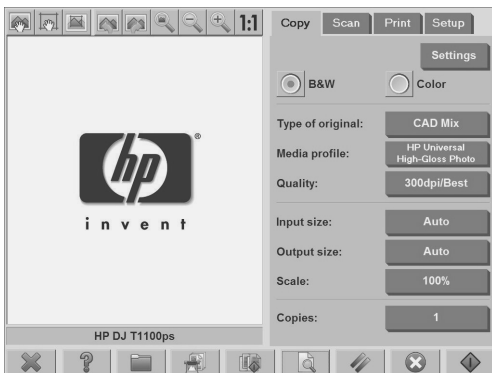 1:1
Copy Scan Print Setup
Settings
B&W Color
Type of original: CAD Mix
Media profile: HP Universal
High-Gloss Photo
Quality: 300dpi/Best
Input size: Auto
Output size: Auto
Scale: 100%
Copies: 1
hp ®
invent
HP DJ T1100ps
?